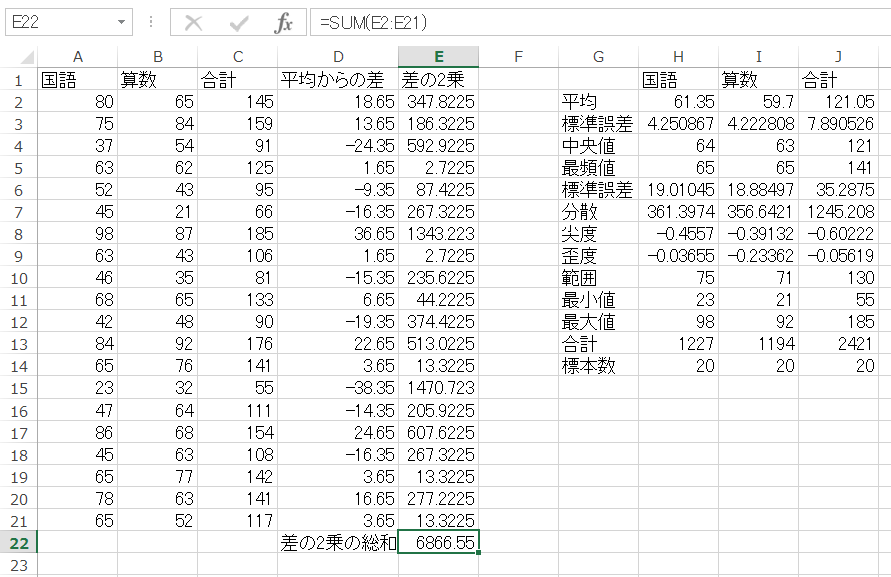 E22 =SUM(E2:E21)
A B C D E F G H I J
1 国語 算数 合計 平均からの差 差の2乗 国語 算数 合計
2 80 65 145 18.65 347.8225 平均 61.35 59.7 121.05
3 75 84 159 13.65 186.3225 標準誤差 4.250867 4.222808 7.890526
4 37 54 91 −24.35 592.9225 中央値 64 63 121
5 63 62 125 1.65 2.7225 最頻値 65 65 141
6 52 43 95 −9.35 87.4225 標準誤差 19.01045 18.88497 35.2875
7 45 21 66 −16.35 267.3225 分散 361.3974 356.6421 1245.208
8 98 87 185 36.65 1343.223 尖度 −0.4557 −0.39132 −0.60222
9 63 43 106 1.65 2.7225 歪度 −0.03655 −0.23362 −0.05619
10 46 35 81 −15.35 235.6225 範囲 75 71 130
11 68 65 133 6.65 44.2225 最小値 23 21 55
12 42 48 90 −19.35 374.4225 最大値 98 92 185
13 84 92 176 22.65 513.0225 合計 1227 1194 2421
14 65 76 141 3.65 13.3225 標本数 20 20 20
15 23 32 55 −38.35 1470.723
16 47 64 111 −14.35 205.9225
17 86 68 154 24.65 607.6225
18 45 63 108 −16.35 267.3225
19 65 77 142 3.65 13.3225
20 78 63 141 16.65 277.2225
21 65 52 117 3.65 13.3225
22 差の2乗の総和 6866.55
23